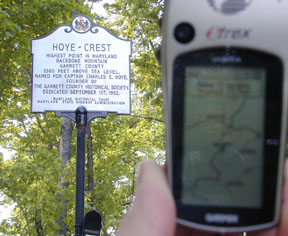 HOYE - CREST
HIGHEST POINT IN MARYLAND
BACKBONE MOUNTAIN
GARRETT COUNTY
3360 FEET ABOVE SEA LEVEL.
NAMED FOR CAPTAIN CHARLES E. HOYE,
FOUNDER OF
THE GARRETT COUNTY HISTORICAL SOCIETY.
DEDICATED SEPTEMBER 1ST, 1952.
MARYLAND HISTORICAL TRUST
MARYLAND STATE HIGHWAY ADMINISTRATION
eTrex
GARMIN